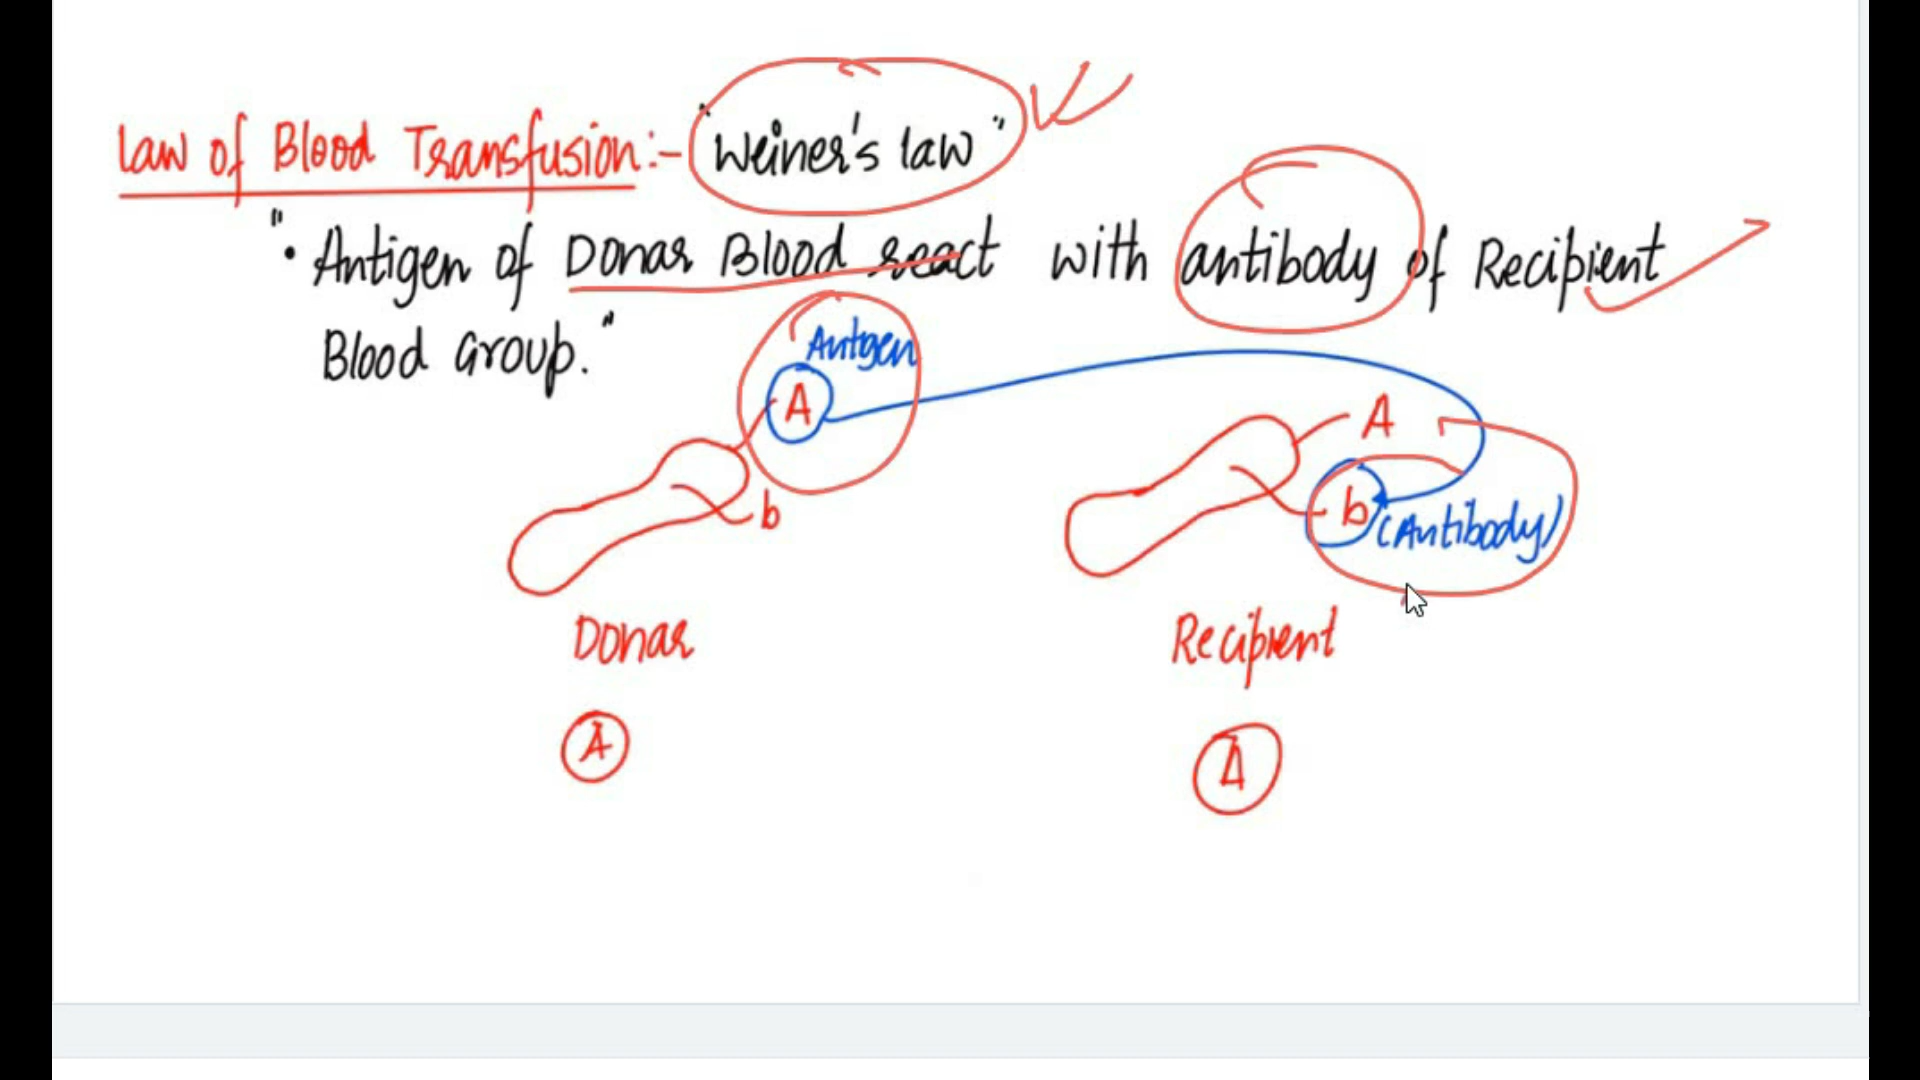 Law of Blood Transfusion:- "Weiner's law"
"• Antigen of Donar Blood react with antibody of Recipient
Blood Group."
Antgen
A
A
b
b (Antibody)
Donar
Recipient
A
A